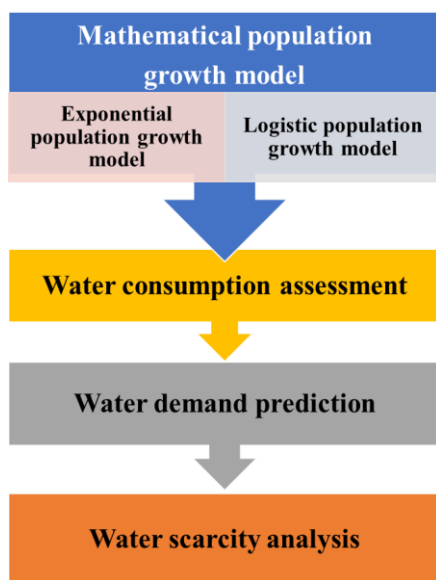 Mathematical population
growth model
Exponential
population growth
model
Logistic population
growth model
Water consumption assessment
Water demand prediction
Water scarcity analysis